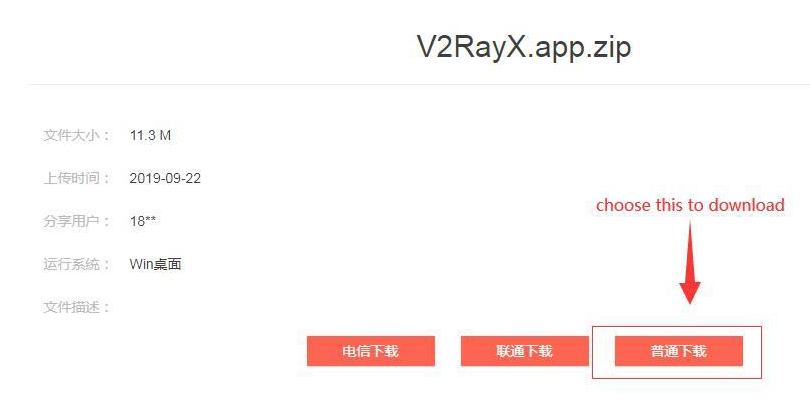 V2RayX.app.zip
文件大小： 11.3 M
上传时间： 2019-09-22
分享用户： 18**
choose this to download
运行系统： Win桌面
文件描述：
电信下载 联通下载 普通下载